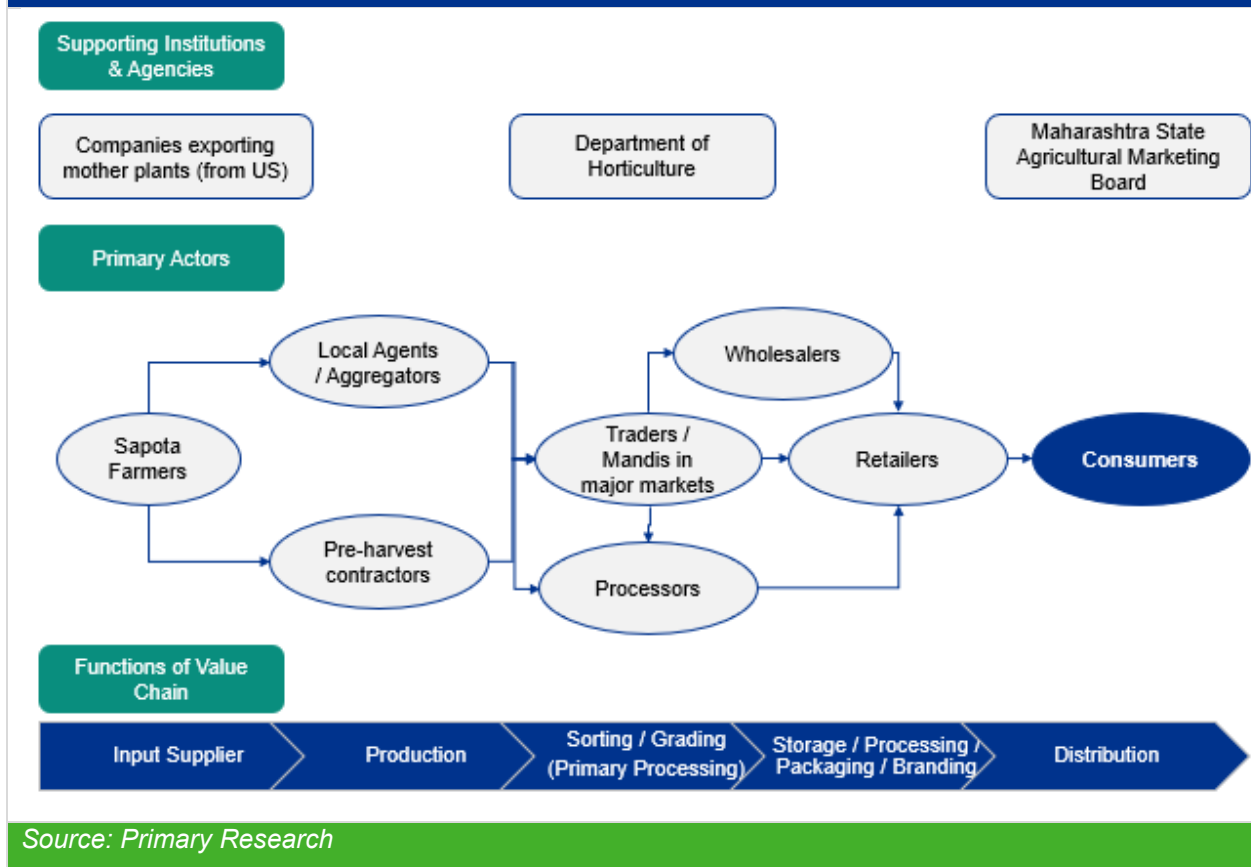 Supporting Institutions
& Agencies
Companies exporting
mother plants (from US)
Department of
Horticulture
Maharashtra State
Agricultural Marketing
Board
Primary Actors
Local Agents
/ Aggregators
Wholesalers
Sapota
Farmers
Traders /
Mandis in
major markets
Retailers
Consumers
Pre-harvest
contractors
Processors
Functions of Value
Chain
Input Supplier
Production
Sorting / Grading
(Primary Processing)
Storage / Processing /
Packaging / Branding
Distribution
Source: Primary Research